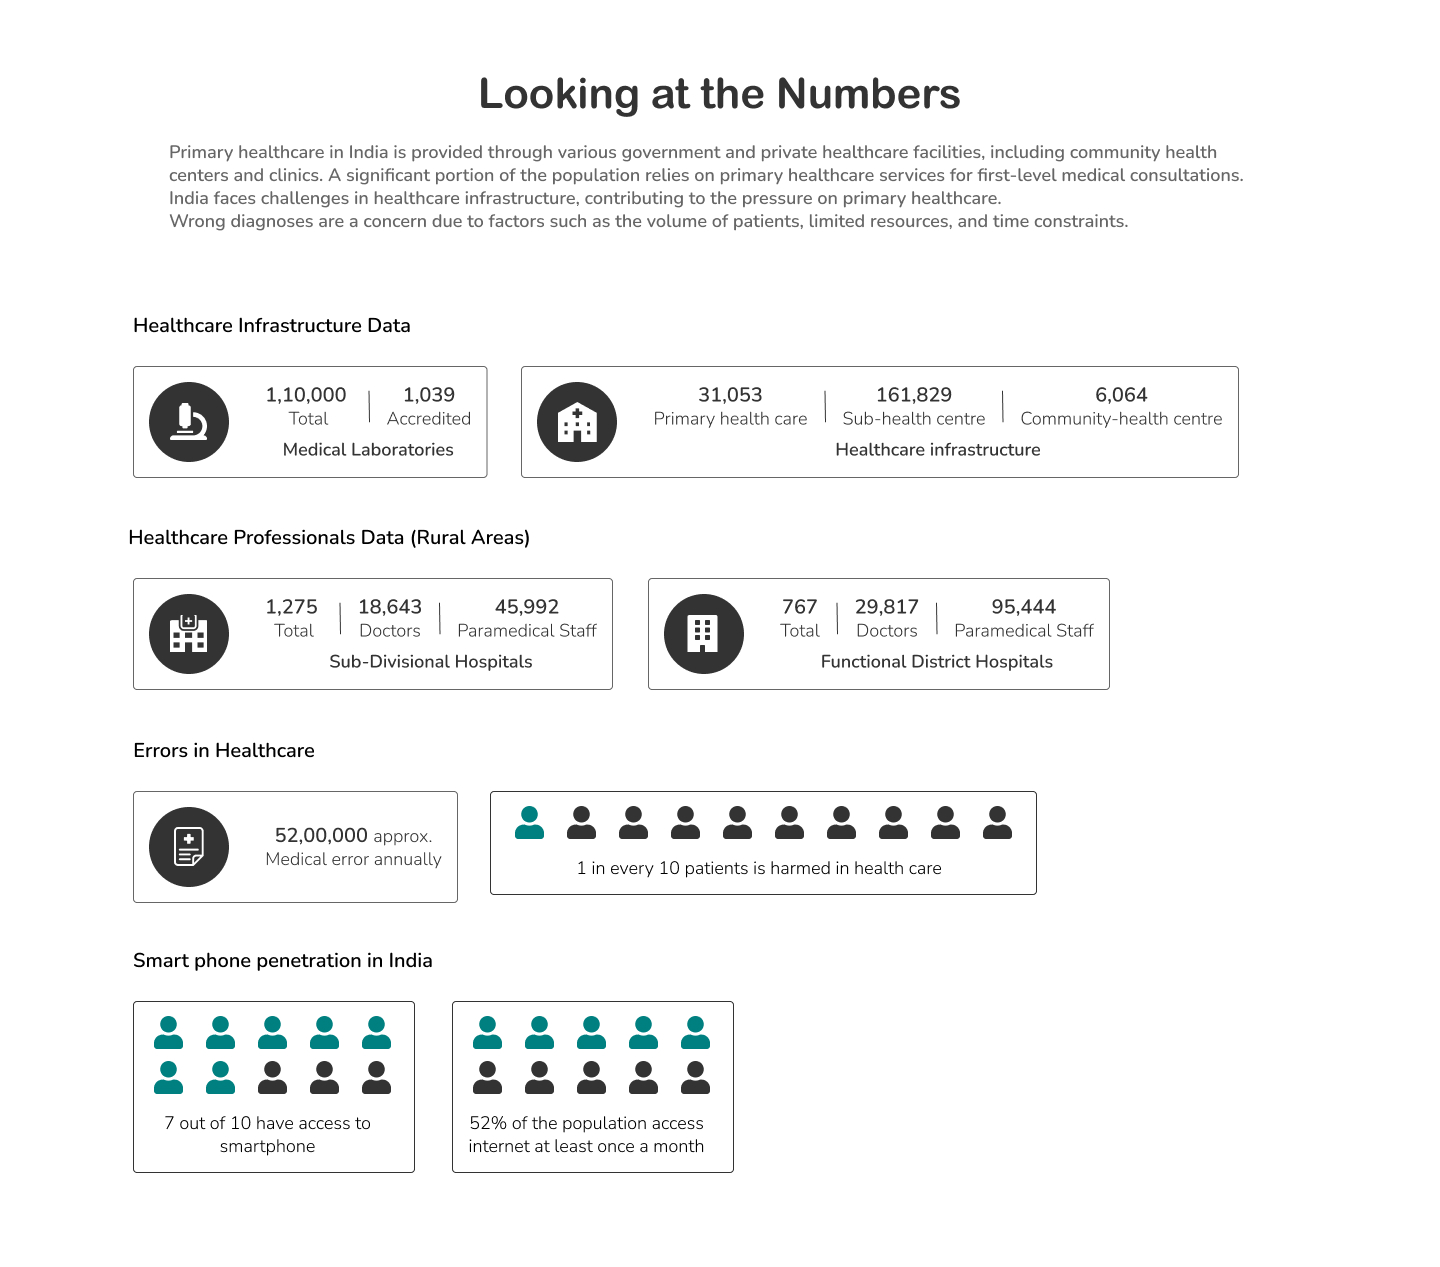 Looking at the Numbers
Primary healthcare in India is provided through various government and private healthcare facilities, including community health
centers and clinics. A significant portion of the population relies on primary healthcare services for first-level medical consultations.
India faces challenges in healthcare infrastructure, contributing to the pressure on primary healthcare.
Wrong diagnoses are a concern due to factors such as the volume of patients, limited resources, and time constraints.
Healthcare Infrastructure Data
1,10,000
Total
1,039
Accredited
Medical Laboratories
31,053
Primary health care
161,829
Sub-health centre
6,064
Community-health centre
Healthcare infrastructure
Healthcare Professionals Data (Rural Areas)
1,275
Total
18,643
Doctors
45,992
Paramedical Staff
Sub-Divisional Hospitals
767
Total
29,817
Doctors
95,444
Paramedical Staff
Functional District Hospitals
Errors in Healthcare
52,00,000 approx.
Medical error annually
1 in every 10 patients is harmed in health care
Smart phone penetration in India
7 out of 10 have access to
smartphone
52% of the population access
internet at least once a month